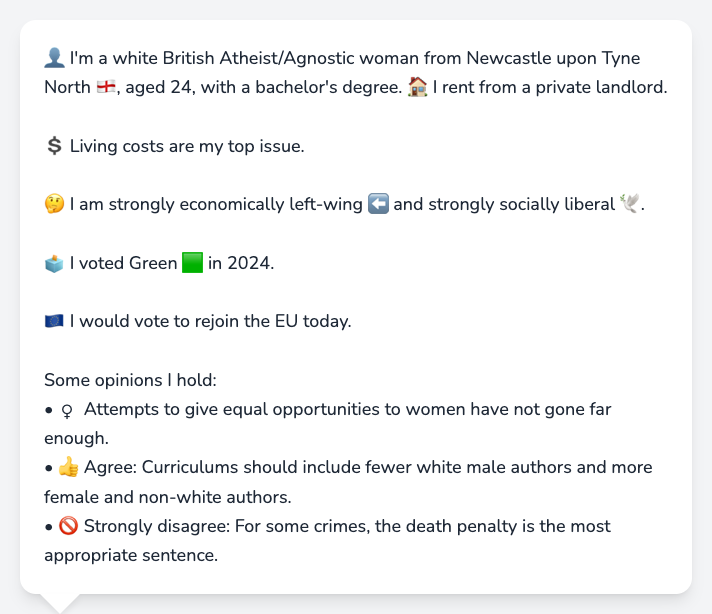 👤 I'm a white British Atheist/Agnostic woman from Newcastle upon Tyne
North 🏴󠁧󠁢󠁥󠁮󠁧󠁿, aged 24, with a bachelor's degree. 🏠 I rent from a private landlord.
💲 Living costs are my top issue.
🤔 I am strongly economically left-wing ⬅️ and strongly socially liberal 🕊️.
🗳️ I voted Green 🟩 in 2024.
🇪🇺 I would vote to rejoin the EU today.
Some opinions I hold:
• ♀ Attempts to give equal opportunities to women have not gone far
enough.
• 👍 Agree: Curriculums should include fewer white male authors and more
female and non-white authors.
• 🚫 Strongly disagree: For some crimes, the death penalty is the most
appropriate sentence.